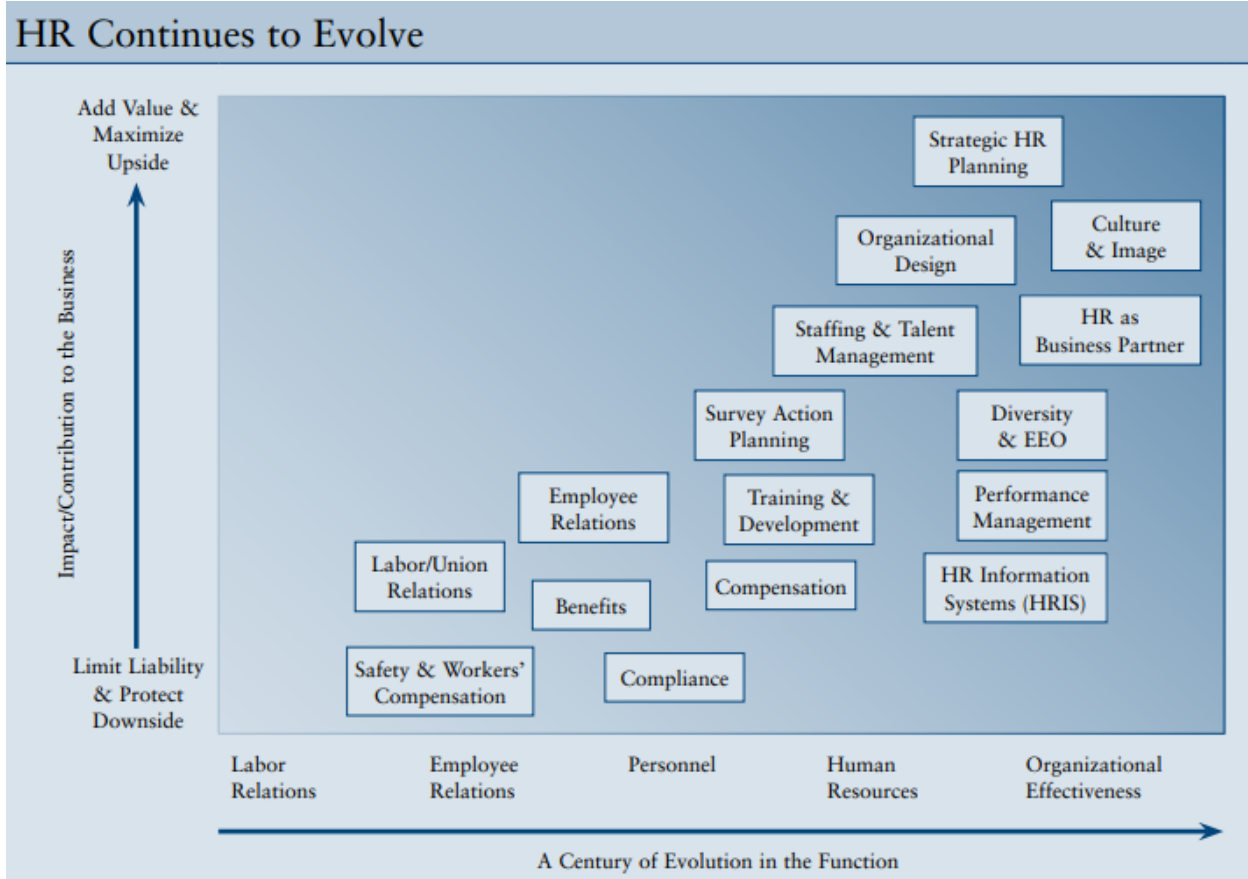 HR Continues to Evolve
Add Value &
Maximize
Upside
Impact/Contribution to the Business
Limit Liability
& Protect
Downside
Strategic HR
Planning
Culture
& Image
Organizational
Design
HR as
Business Partner
Staffing & Talent
Management
Survey Action
Planning
Diversity
& EEO
Employee
Relations
Training &
Development
Performance
Management
Labor/Union
Relations
Benefits
Compensation
HR Information
Systems (HRIS)
Safety & Workers’
Compensation
Compliance
Labor
Relations
Employee
Relations
Personnel
Human
Resources
Organizational
Effectiveness
A Century of Evolution in the Function